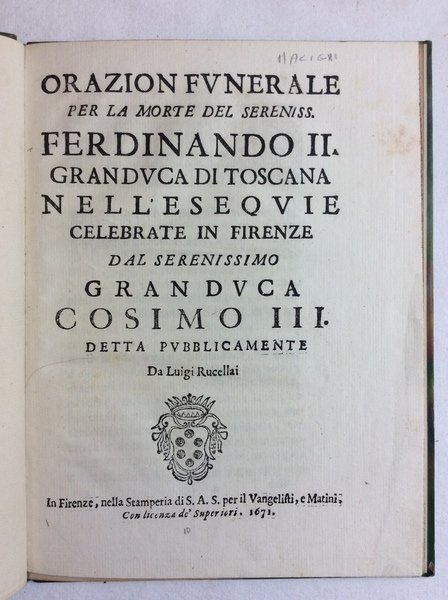 ORAZION FVNERALE
PER LA MORTE DEL SERENISS.
FERDINANDO II.
GRANDVCA DI TOSCANA
NELL'ESEQVIE
CELEBRATE IN FIRENZE
DAL SERENISSIMO
GRANDVCA
COSIMO III.
DETTA PVBBLICAMENTE
Da Luigi Rucellai
In Firenze, nella Stamperia di S. A. S. per il Vangelisti, e Matini,
Con licenza de' Superiori. 1671.
10